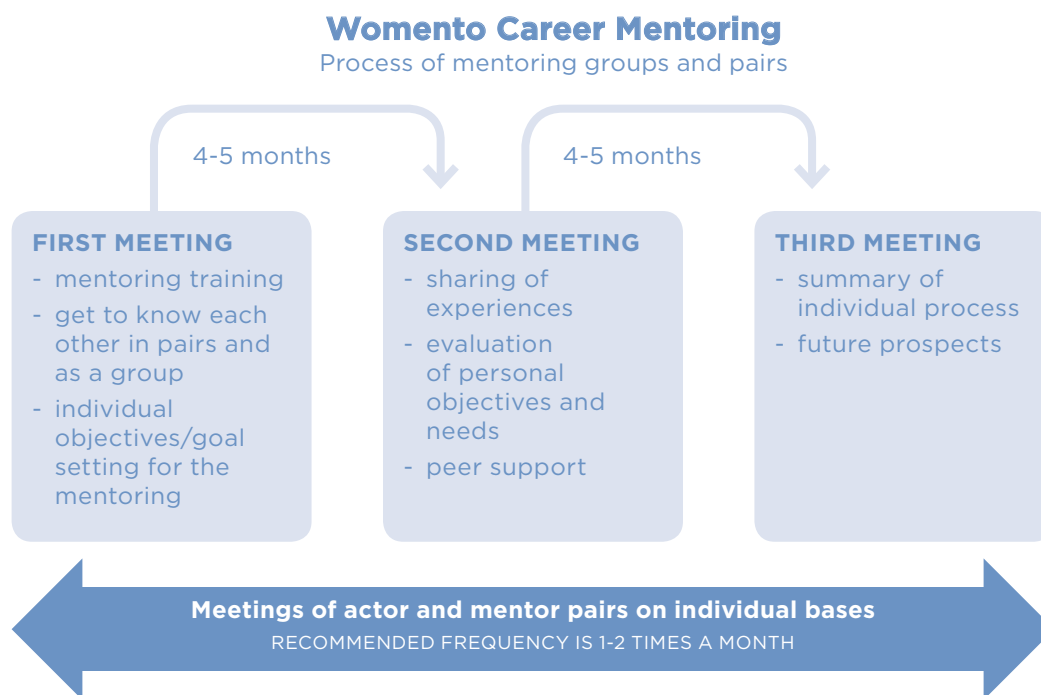 Womento Career Mentoring
Process of mentoring groups and pairs
4-5 months
4-5 months
FIRST MEETING
- mentoring training
- get to know each
other in pairs and
as a group
- individual
objectives/goal
setting for the
mentoring
SECOND MEETING
- sharing of
experiences
- evaluation
of personal
objectives and
needs
- peer support
THIRD MEETING
- summary of
individual process
- future prospects
Meetings of actor and mentor pairs on individual bases
RECOMMENDED FREQUENCY IS 1-2 TIMES A MONTH